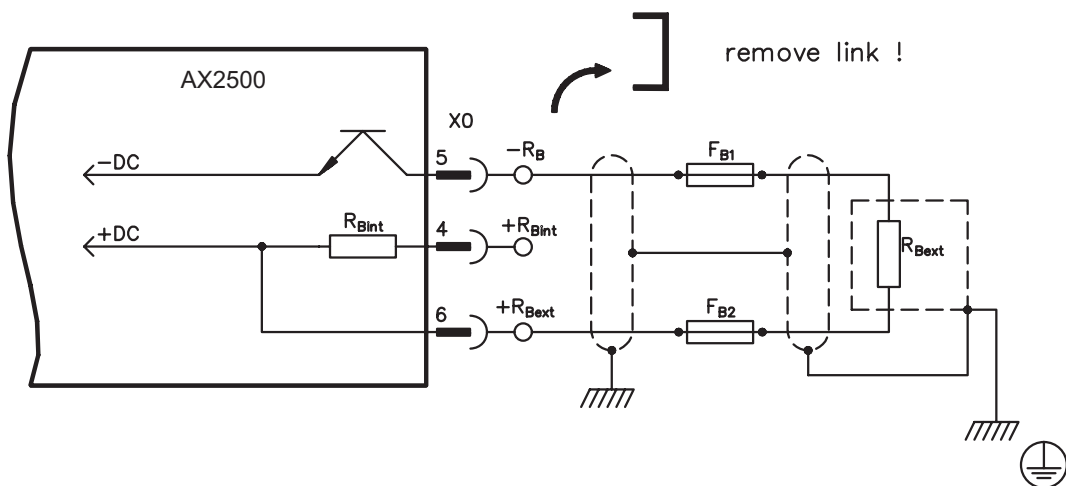 remove link !
AX2500
X0
-DC
5
-RB
FB1
+DC
RBint
4
+RBint
RBext
6
+RBext
FB2